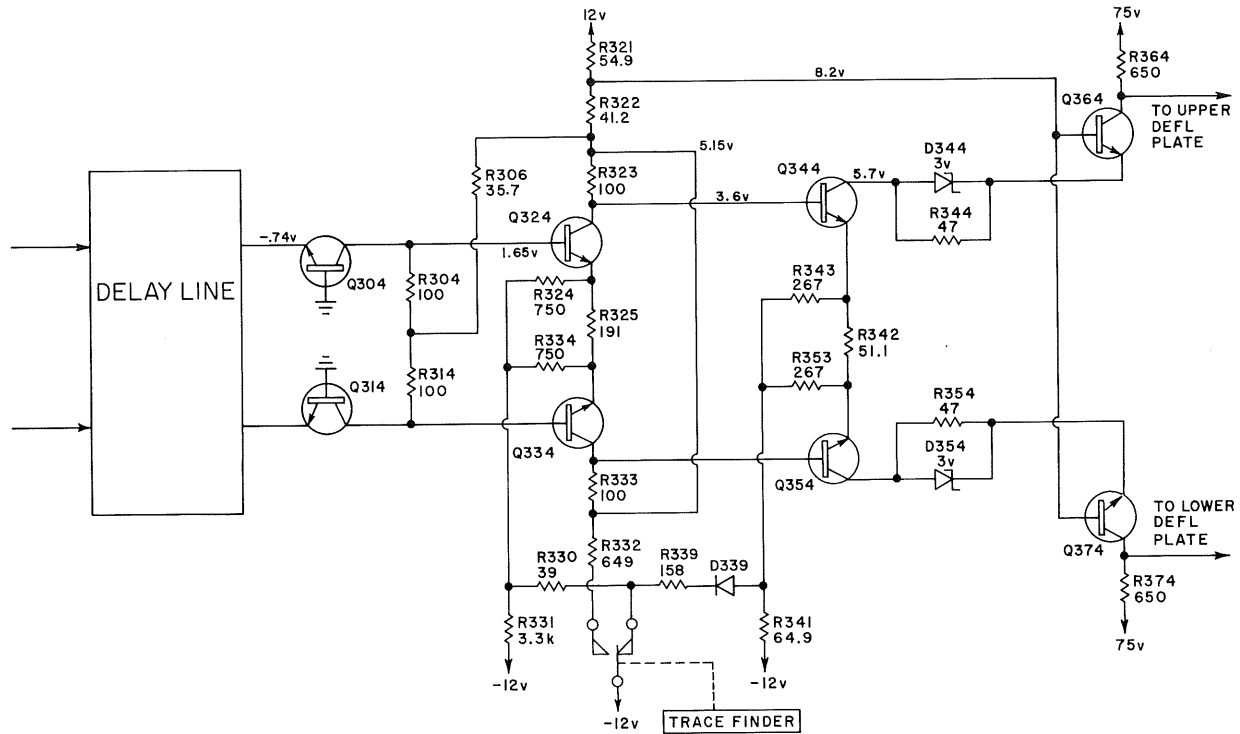 12v
R321
54.9
8.2v
R322
41.2
5.15v
R306
35.7
R323
100
75v
R364
650
Q364
TO UPPER
DEFL
PLATE
D344
3v
R344
47
Q344
5.7v
3.6v
Q324
1.65v
-.74v
Q304
R304
100
DELAY LINE
R324
750
R325
191
R334
750
R343
267
R342
51.1
R353
267
R314
100
Q314
Q334
R354
47
D354
3v
Q354
R333
100
TO LOWER
DEFL
PLATE
Q374
R374
650
75v
R332
649
R330
39
R339
158
D339
R331
3.3k
-12v
R341
64.9
-12v
-12v
TRACE FINDER